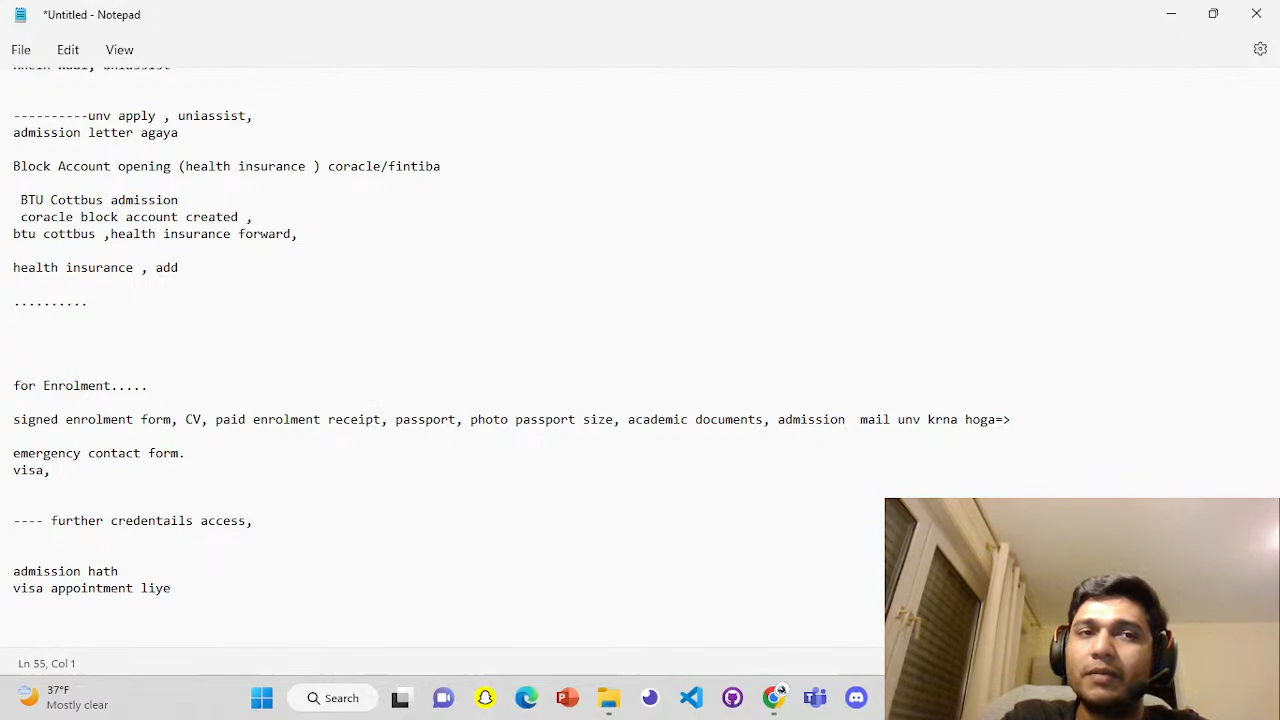 *Untitled - Notepad
File Edit View
----------unv apply , uniassist,
admission letter agaya
Block Account opening (health insurance ) coracle/fintiba
BTU Cottbus admission
coracle block account created ,
btu cottbus ,health insurance forward,
health insurance , add
..........
for Enrolment.....
signed enrolment form, CV, paid enrolment receipt, passport, photo passport size, academic documents, admission  mail unv krna hoga=>
emergency contact form.
visa,
---- further credentails access,
admission hath
visa appointment liye
Ln 55, Col 1
37°F
Mostly clear
Search